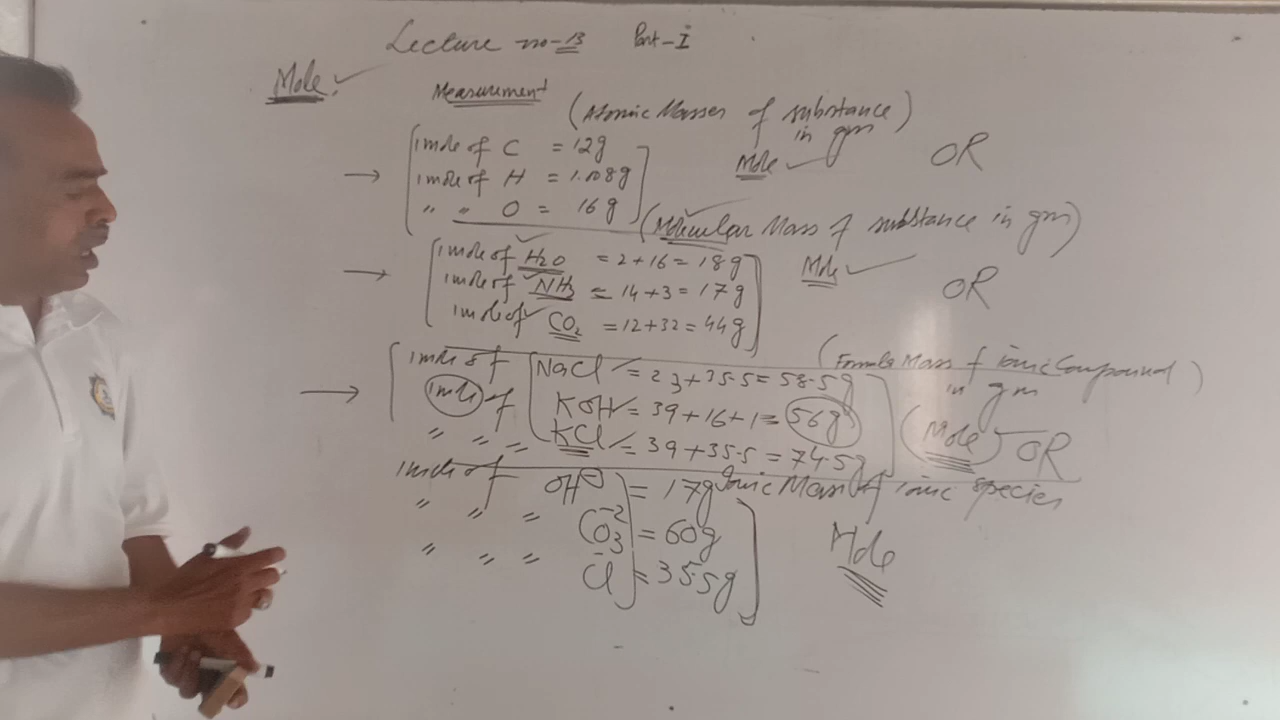 Lecture no-13 Part-I
Mole:
Measurement
(Atomic Masses of substance) in gm
1 mole of C = 12g
Mole OR
1 mole of H = 1.008g
" " O = 16g
(Molecular Mass of substance in gm)
1 mole of H2O = 2+16 = 18g
Mole
1 mole of NH3 = 14+3 = 17g
OR
1 mole of CO2 = 12+32 = 44g
(Formula Mass of ionic Compound) in gm
1 mole of NaCl = 23+35.5 = 58.5g
1 mole of KOH = 39+16+1 = 56g
(Mole) OR
" " " KCl = 39+35.5 = 74.5g
Ionic Mass of ionic species
1 mole of OH⊖ = 17g
" " " CO3-2 = 60g
Mole
" " " Cl- = 35.5g